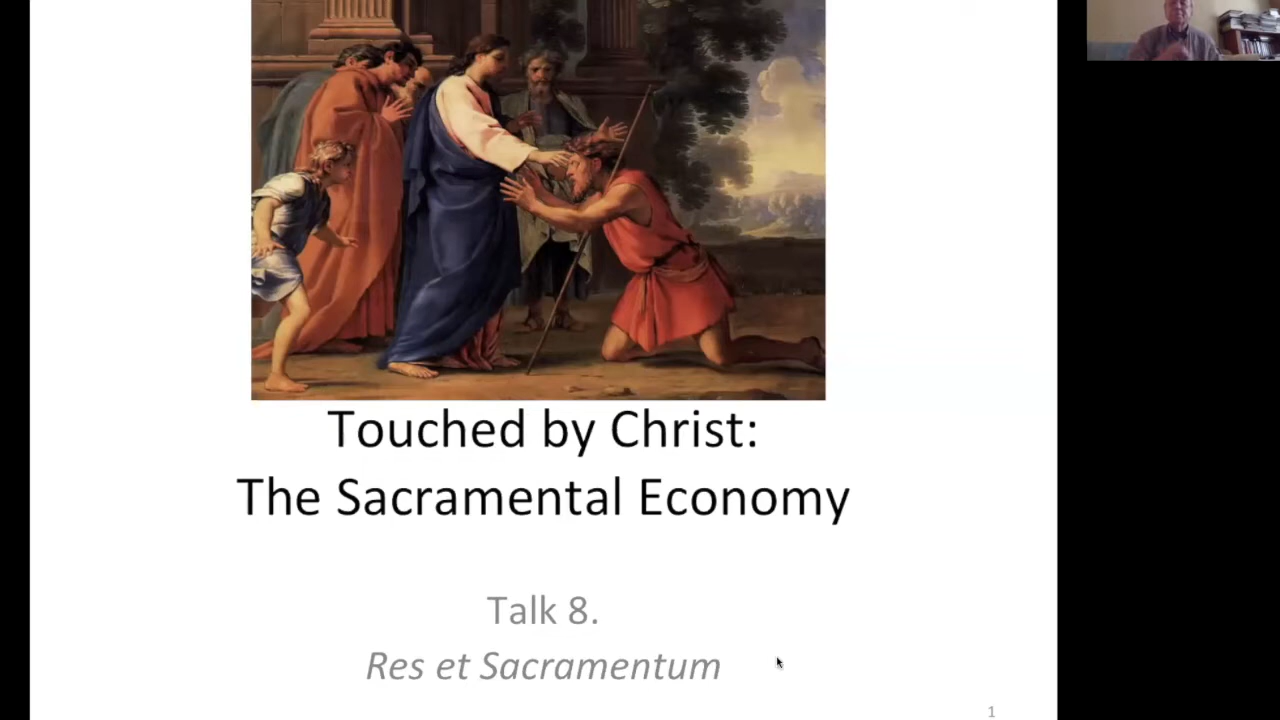 Touched by Christ:
The Sacramental Economy
Talk 8.
Res et Sacramentum
1